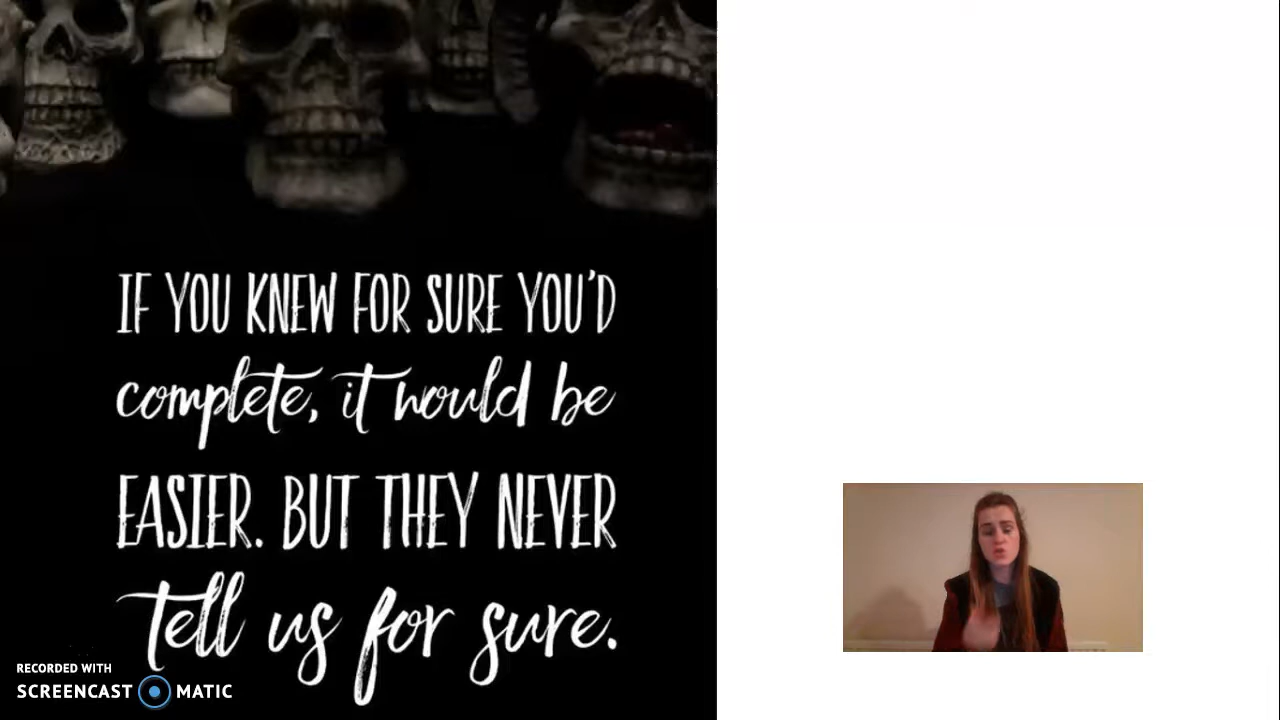 IF YOU KNEW FOR SURE YOU'D
complete, it would be
EASIER. BUT THEY NEVER
tell us for sure.
RECORDED WITH
SCREENCAST MATIC